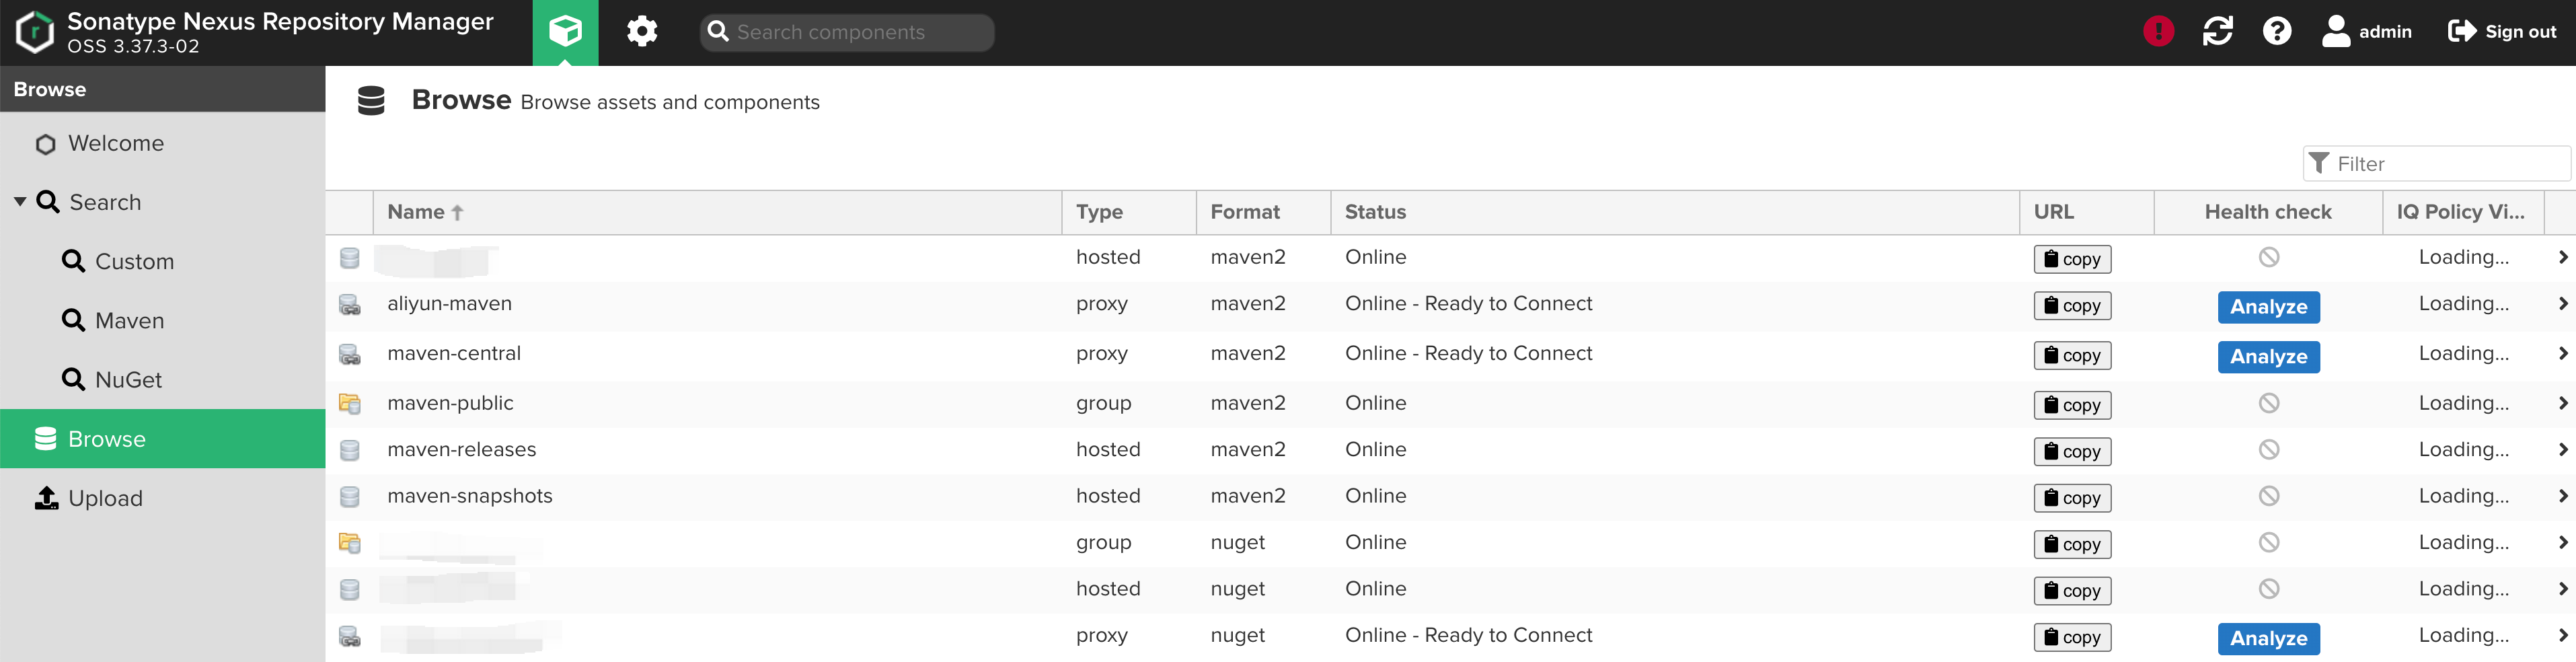 Sonatype Nexus Repository Manager
OSS 3.37.3-02
Search components
admin
Sign out
Browse
Welcome
Search
Custom
Maven
NuGet
Browse
Upload
Browse Browse assets and components
Filter
Name Type Format Status URL Health check IQ Policy Vi...
hosted maven2 Online copy Loading...
aliyun-maven proxy maven2 Online - Ready to Connect copy Analyze Loading...
maven-central proxy maven2 Online - Ready to Connect copy Analyze Loading...
maven-public group maven2 Online copy Loading...
maven-releases hosted maven2 Online copy Loading...
maven-snapshots hosted maven2 Online copy Loading...
group nuget Online copy Loading...
hosted nuget Online copy Loading...
proxy nuget Online - Ready to Connect copy Analyze Loading...